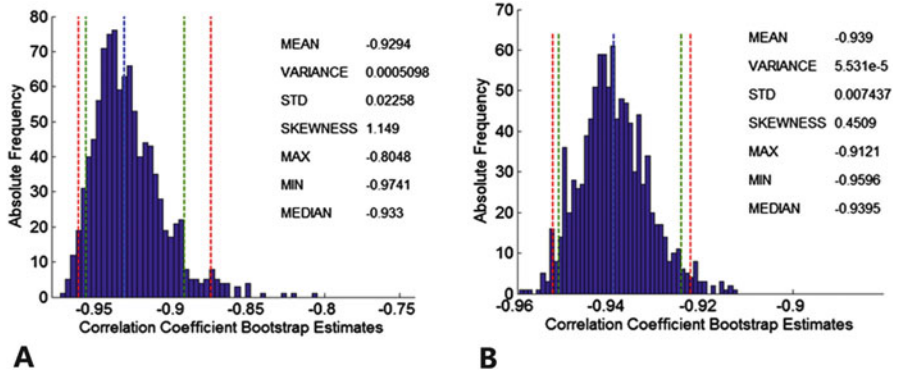 80
70
60
50
40
30
20
10
0
Absolute Frequency
-0.95
-0.9
-0.85
-0.8
-0.75
Correlation Coefficient Bootstrap Estimates
MEAN -0.9294
VARIANCE 0.0005098
STD 0.02258
SKEWNESS 1.149
MAX -0.8048
MIN -0.9741
MEDIAN -0.933
A
70
60
50
40
30
20
10
0
Absolute Frequency
-0.96
-0.94
-0.92
-0.9
Correlation Coefficient Bootstrap Estimates
MEAN -0.939
VARIANCE 5.531e-5
STD 0.007437
SKEWNESS 0.4509
MAX -0.9121
MIN -0.9596
MEDIAN -0.9395
B